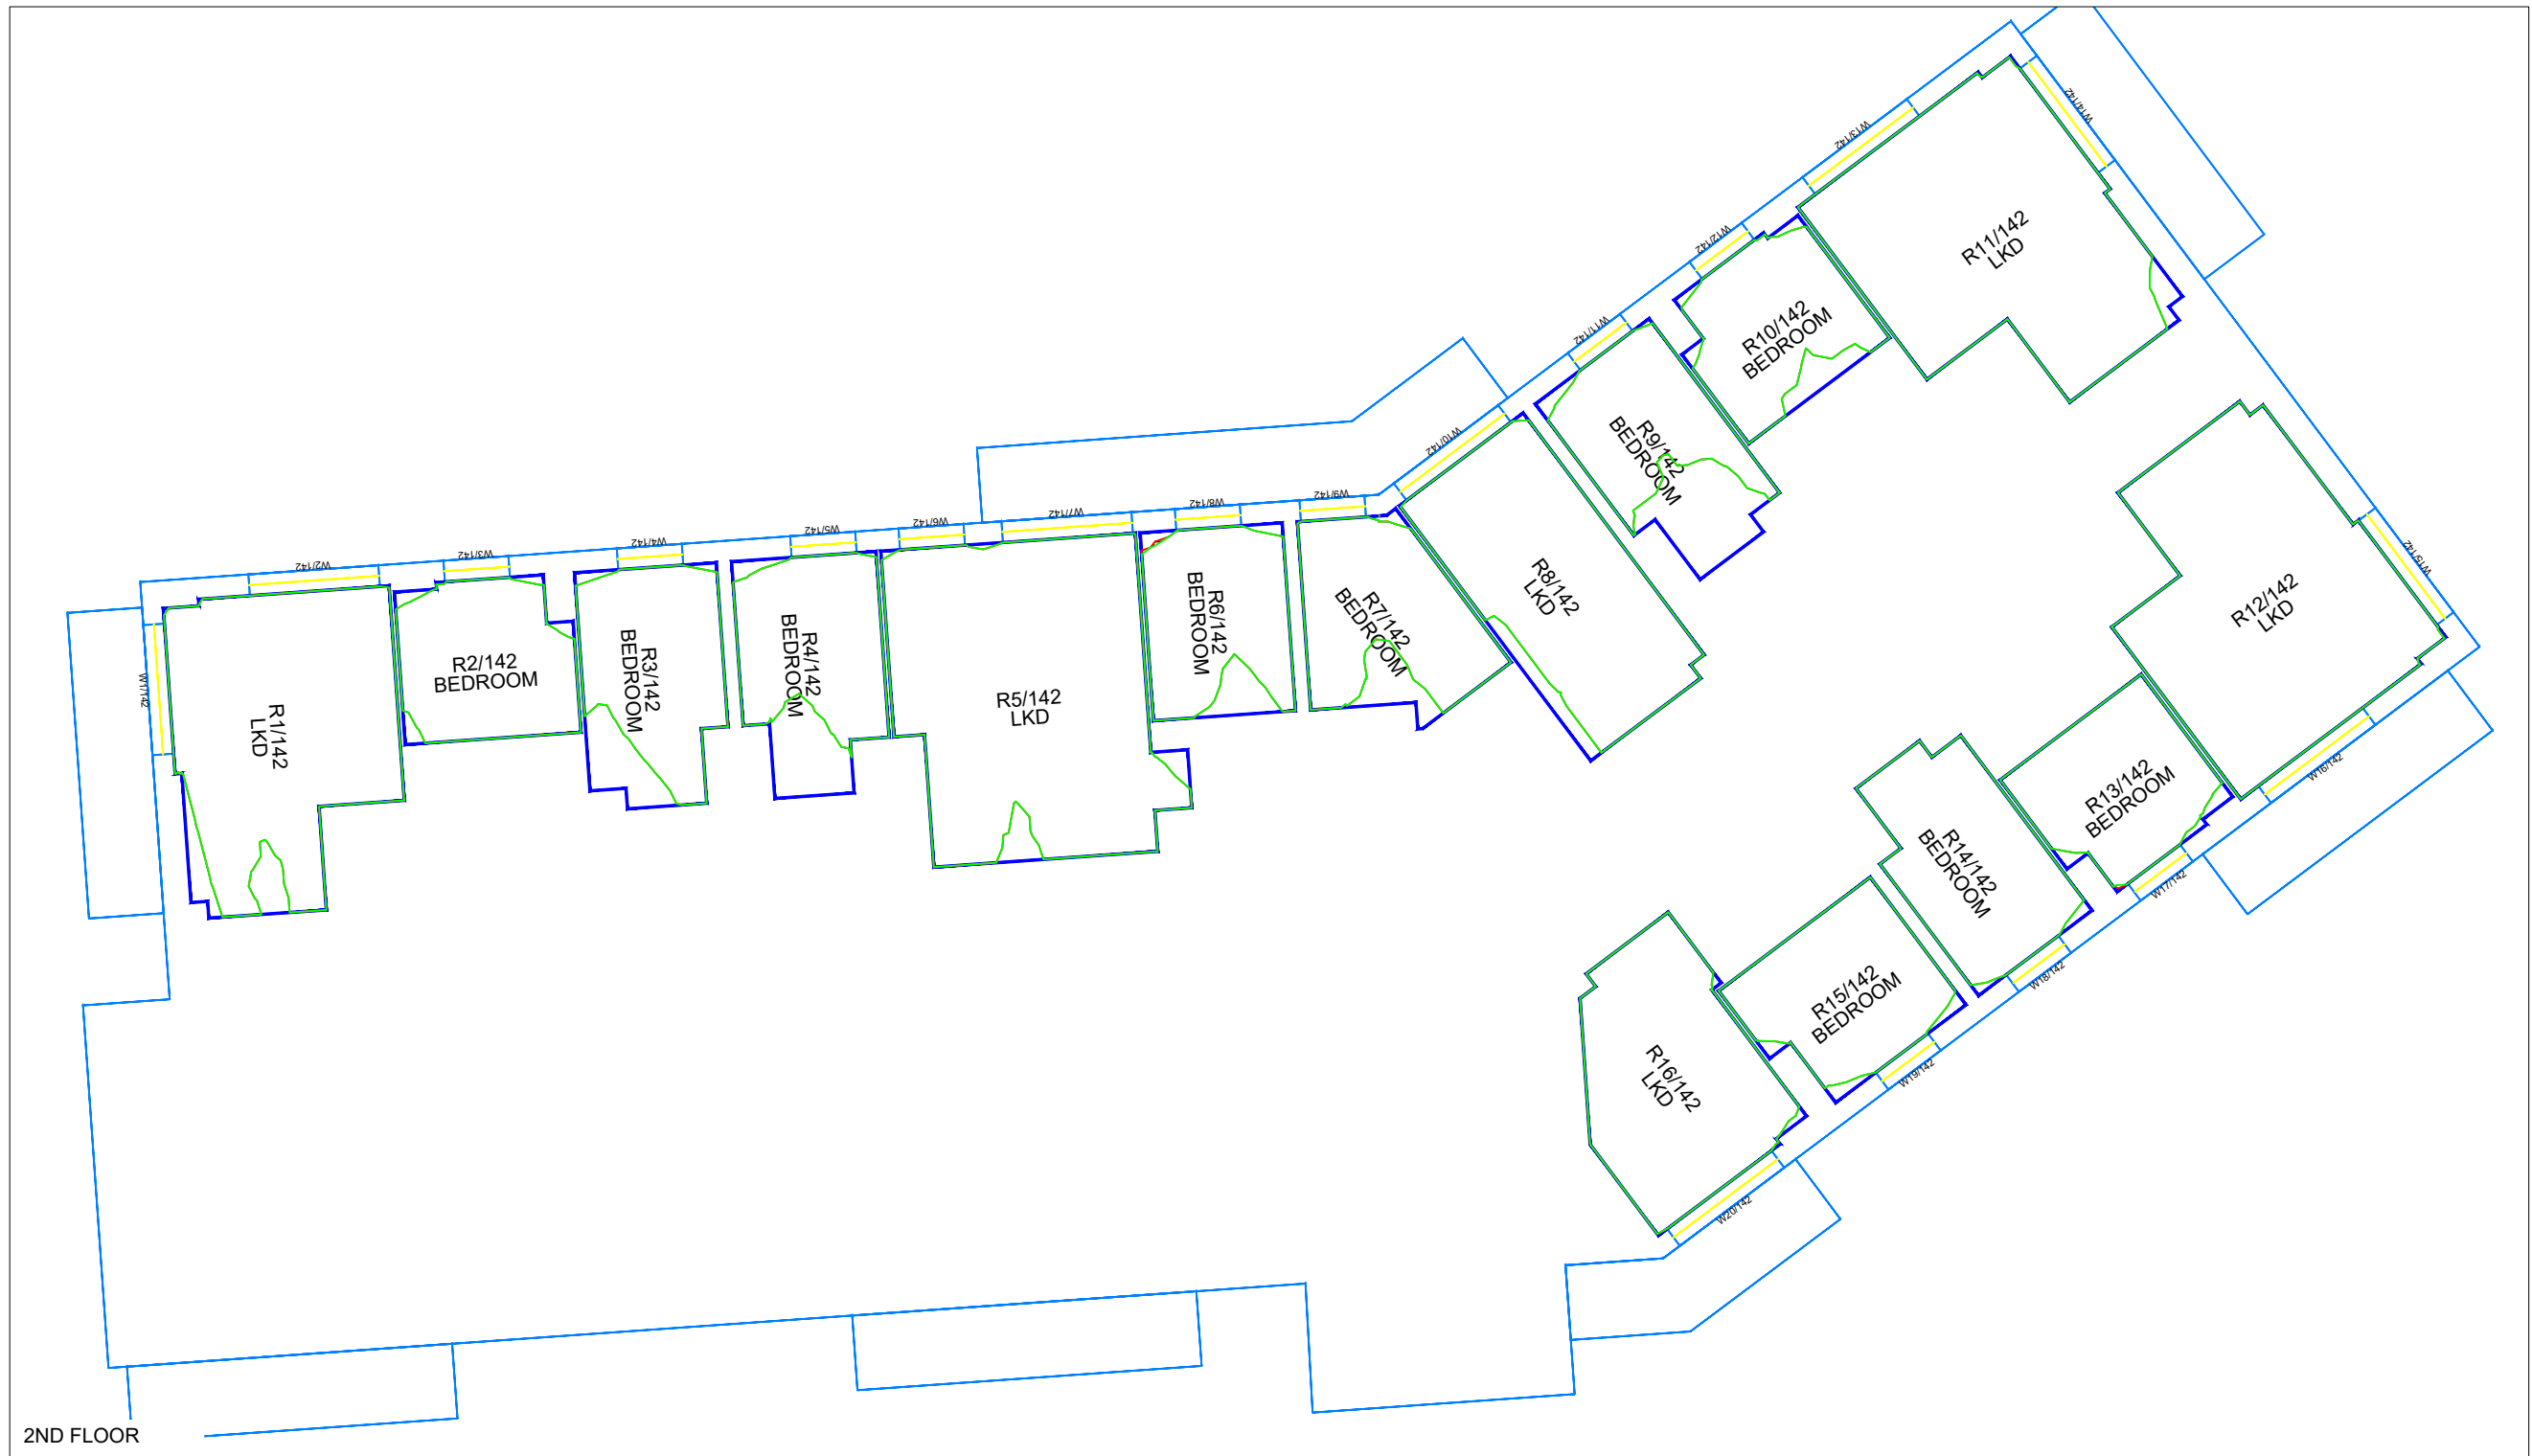 W1/142
W2/142
W3/142
W4/142
W5/142
W6/142
W7/142
W8/142
W9/142
W10/142
W11/142
W12/142
W13/142
W14/142
W15/142
W16/142
W17/142
W18/142
W19/142
W20/142
R1/142
LKD
R2/142
BEDROOM
R3/142
BEDROOM
R4/142
BEDROOM
R5/142
LKD
R6/142
BEDROOM
R7/142
BEDROOM
R8/142
LKD
R9/142
BEDROOM
R10/142
BEDROOM
R11/142
LKD
R12/142
LKD
R13/142
BEDROOM
R14/142
BEDROOM
R15/142
BEDROOM
R16/142
LKD
2ND FLOOR